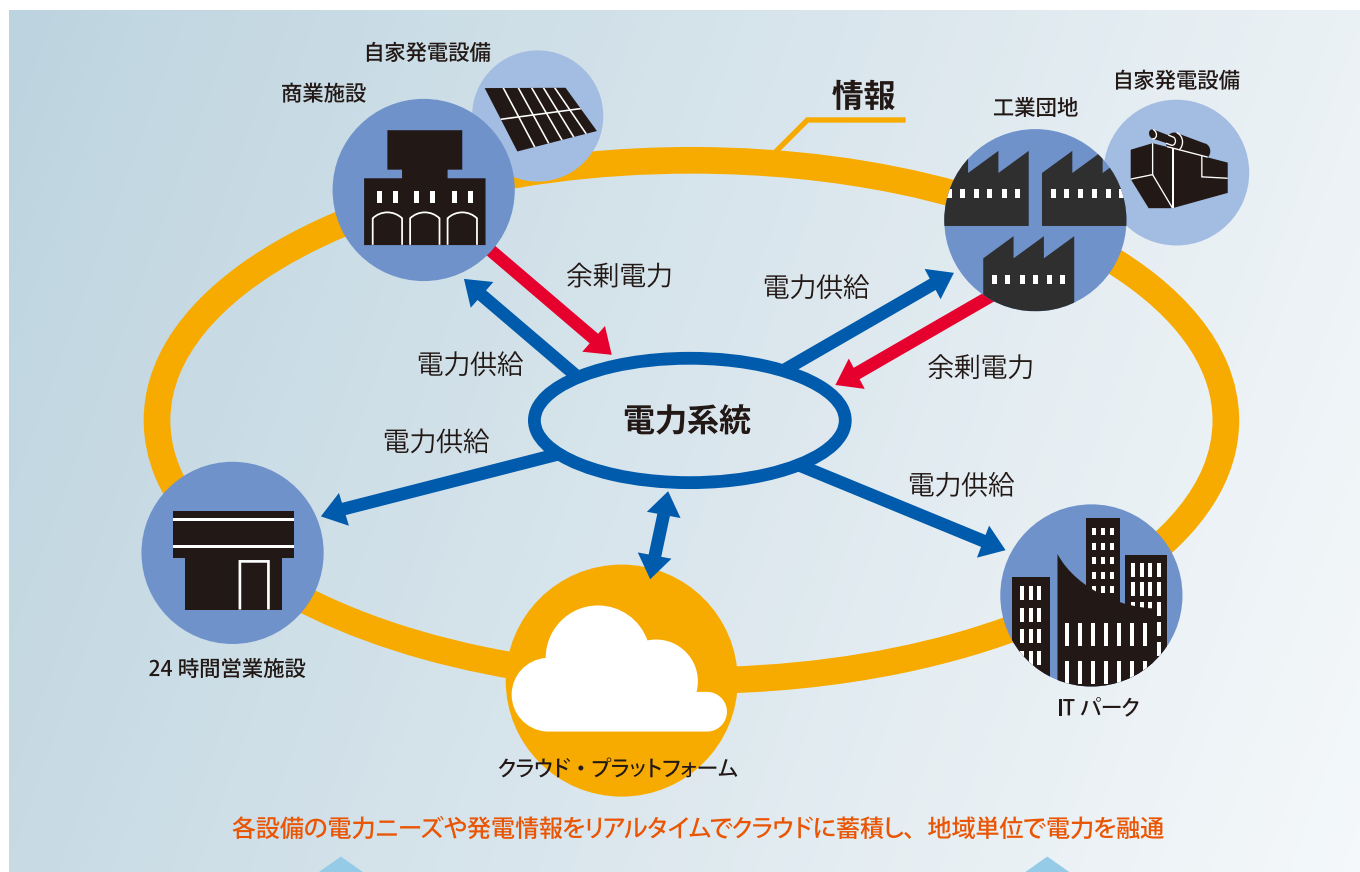 自家発電設備
商業施設
情報
自家発電設備
工業団地
余剰電力
電力供給
電力供給
余剰電力
電力系統
電力供給
電力供給
24 時間営業施設
IT パーク
クラウド・プラットフォーム
各設備の電力ニーズや発電情報をリアルタイムでクラウドに蓄積し、地域単位で電力を融通